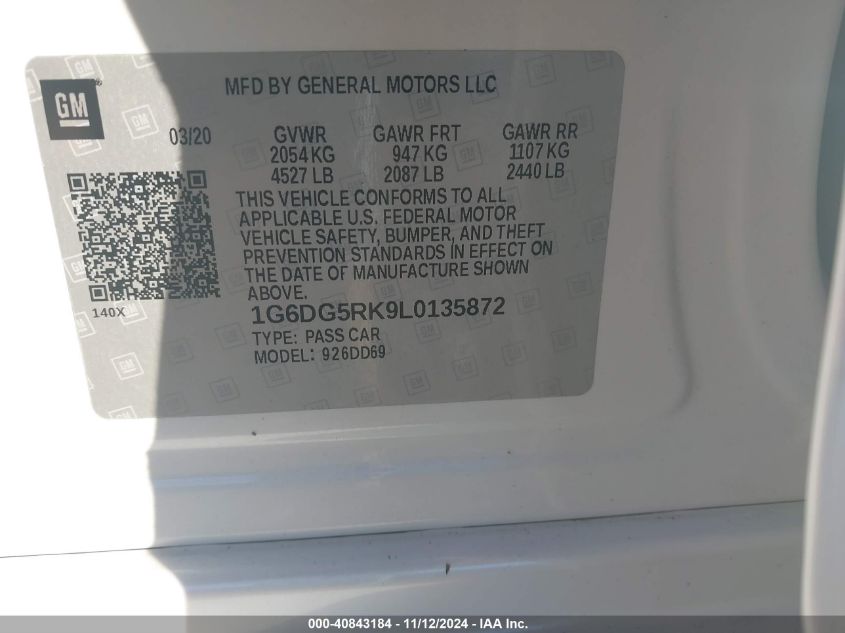 MFD BY GENERAL MOTORS LLC
GM
03/20 GVWR GAWR FRT GAWR RR
2054 KG 947 KG 1107 KG
4527 LB 2087 LB 2440 LB
THIS VEHICLE CONFORMS TO ALL
APPLICABLE U.S. FEDERAL MOTOR
VEHICLE SAFETY, BUMPER, AND THEFT
PREVENTION STANDARDS IN EFFECT ON
THE DATE OF MANUFACTURE SHOWN
ABOVE.
140X
1G6DG5RK9L0135872
TYPE: PASS CAR
MODEL: 926DD69
000-40843184 - 11/12/2024 - IAA Inc.